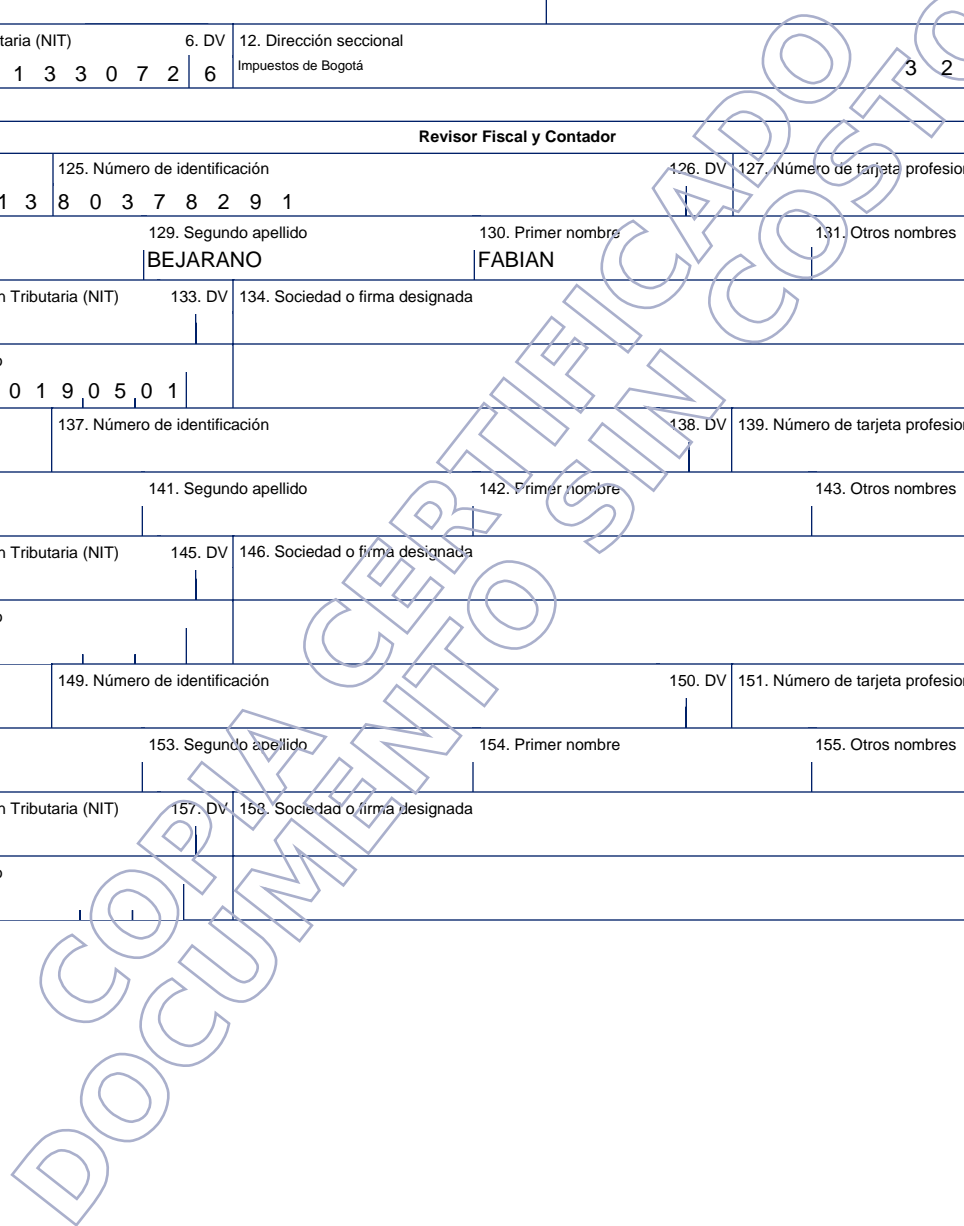 taria (NIT) 6. DV 12. Dirección seccional
1 3 3 0 7 2 6 Impuestos de Bogotá 3 2
Revisor Fiscal y Contador
125. Número de identificación 126. DV 127. Número de tarjeta profesion
1 3 8 0 3 7 8 2 9 1
129. Segundo apellido 130. Primer nombre 131. Otros nombres
BEJARANO FABIAN
n Tributaria (NIT) 133. DV 134. Sociedad o firma designada
o
0 1 9 0 5 0 1
137. Número de identificación 138. DV 139. Número de tarjeta profesion
141. Segundo apellido 142. Primer nombre 143. Otros nombres
n Tributaria (NIT) 145. DV 146. Sociedad o firma designada
o
149. Número de identificación 150. DV 151. Número de tarjeta profesion
153. Segundo apellido 154. Primer nombre 155. Otros nombres
n Tributaria (NIT) 157. DV 158. Sociedad o firma designada
o
COPIA CERTIFICADO
DOCUMENTO SIN COSTO